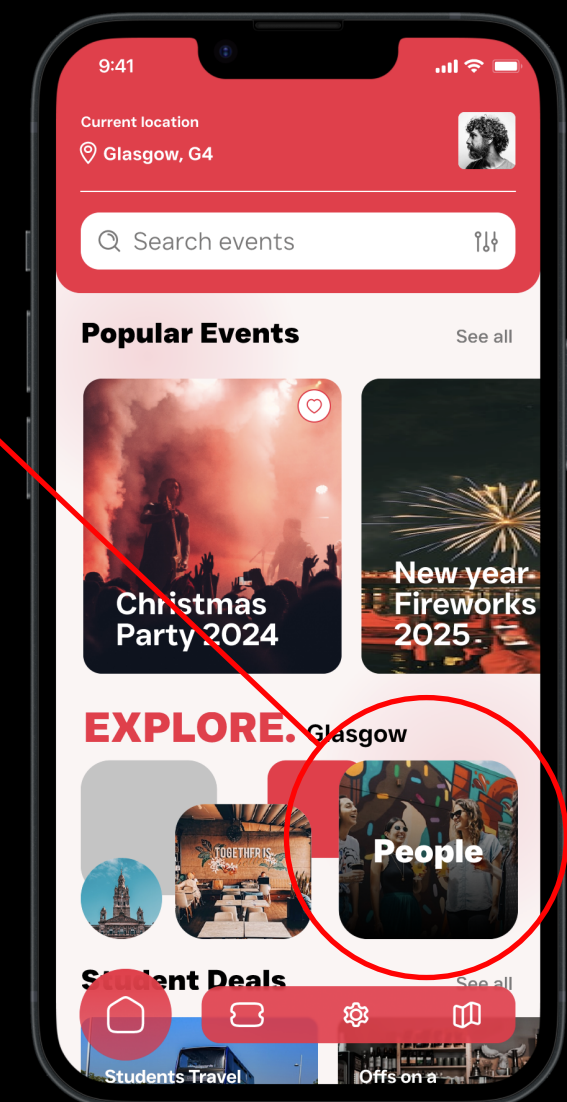 9:41
Current location
Glasgow, G4
Search events
Popular Events
See all
Christmas
Party 2024
New year
Fireworks
2025
EXPLORE. Glasgow
TOGETHER IS
People
Student Deals
See all
Students Travel
Offs on a